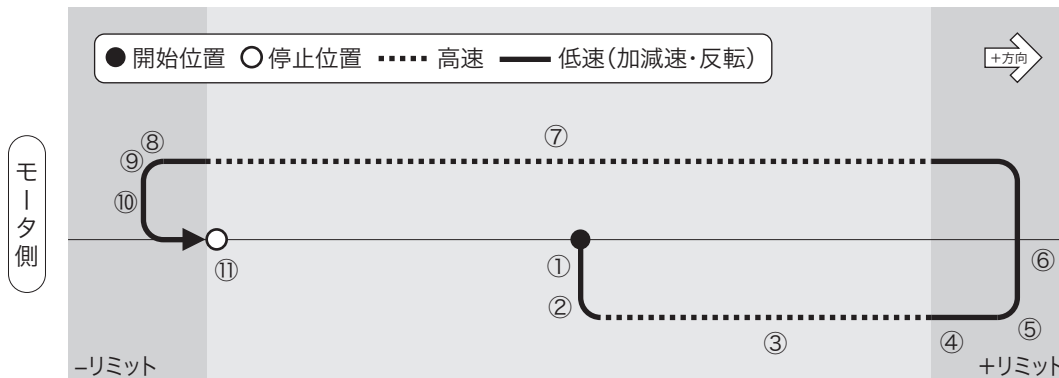 ●開始位置 ○停止位置 ••••• 高速 ━━ 低速(加減速・反転)
+方向
⑦
⑧
⑨
⑩
モータ側
⑪
①
②
③
④
⑤
⑥
−リミット
+リミット